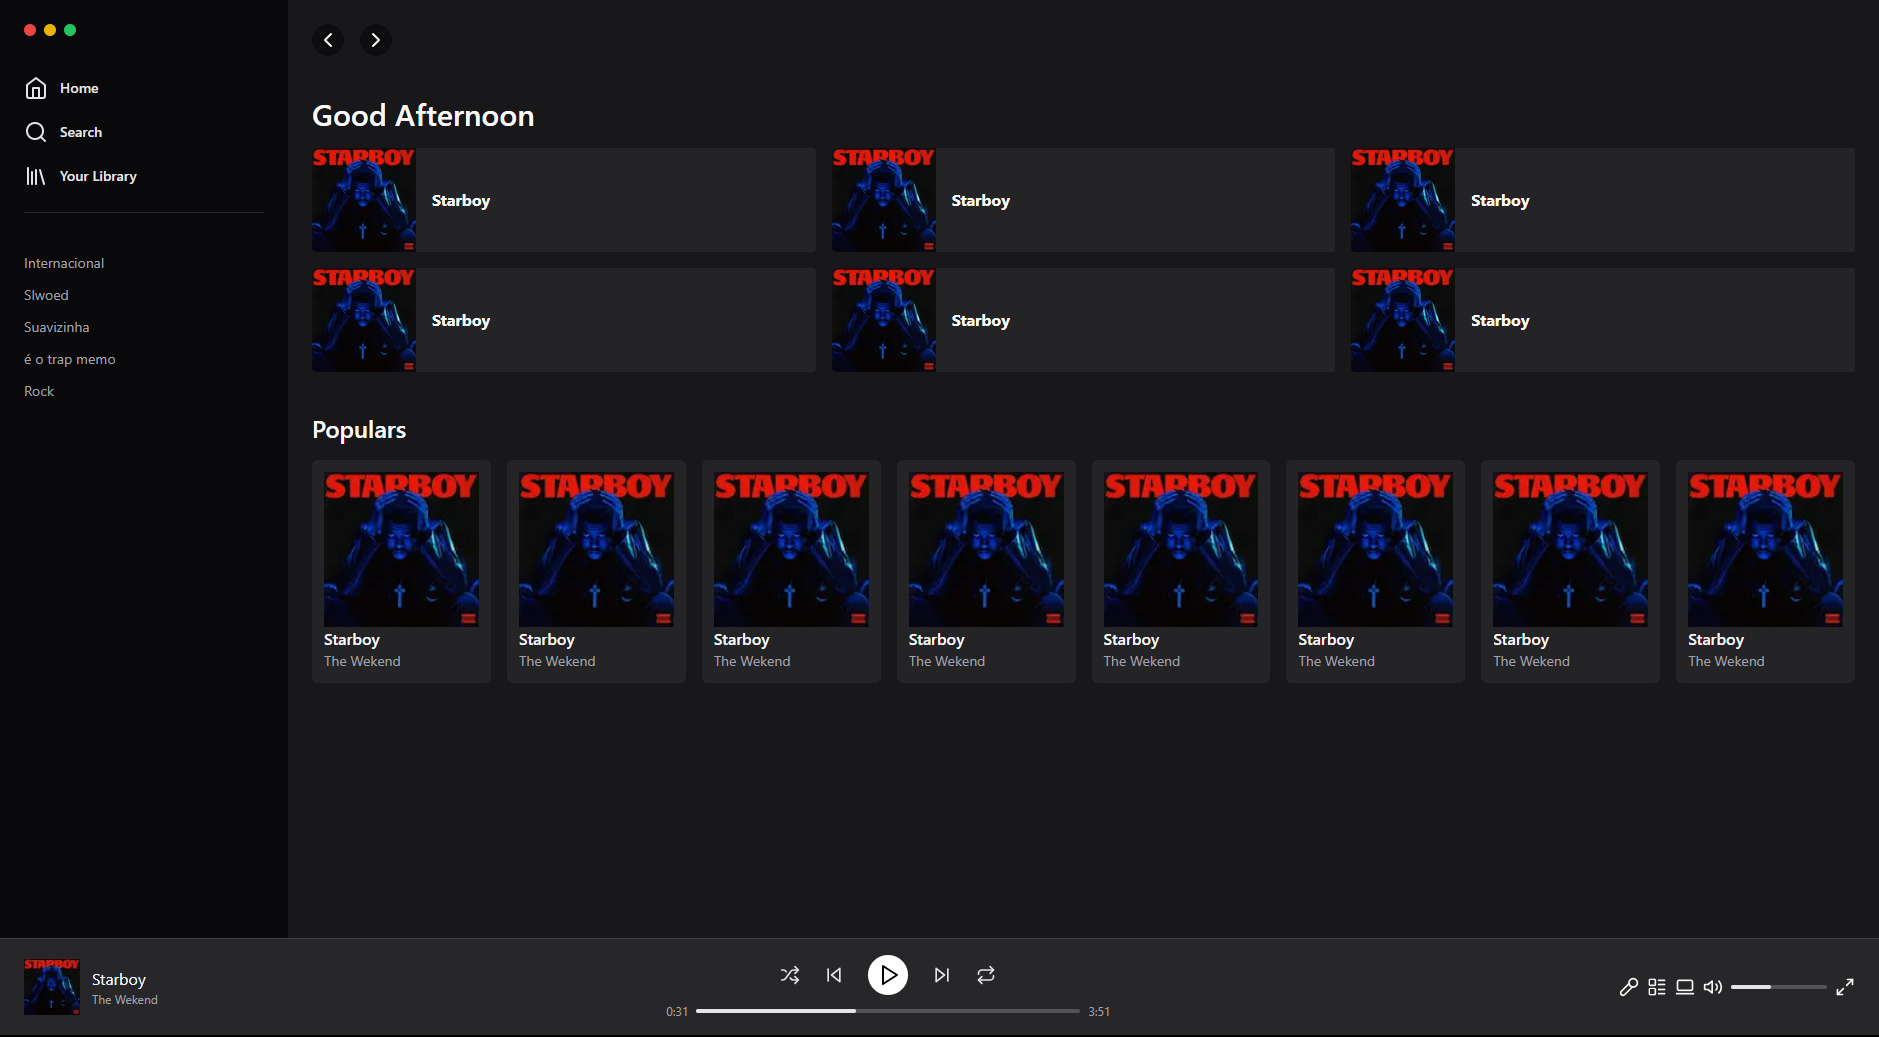 Home
Search
Your Library
Internacional
Slwoed
Suavizinha
é o trap memo
Rock
Good Afternoon
STARBOY
Starboy
STARBOY
Starboy
STARBOY
Starboy
STARBOY
Starboy
STARBOY
Starboy
STARBOY
Starboy
Populars
STARBOY
Starboy
The Wekend
STARBOY
Starboy
The Wekend
STARBOY
Starboy
The Wekend
STARBOY
Starboy
The Wekend
STARBOY
Starboy
The Wekend
STARBOY
Starboy
The Wekend
STARBOY
Starboy
The Wekend
STARBOY
Starboy
The Wekend
STARBOY
Starboy
The Wekend
0:31
3:51